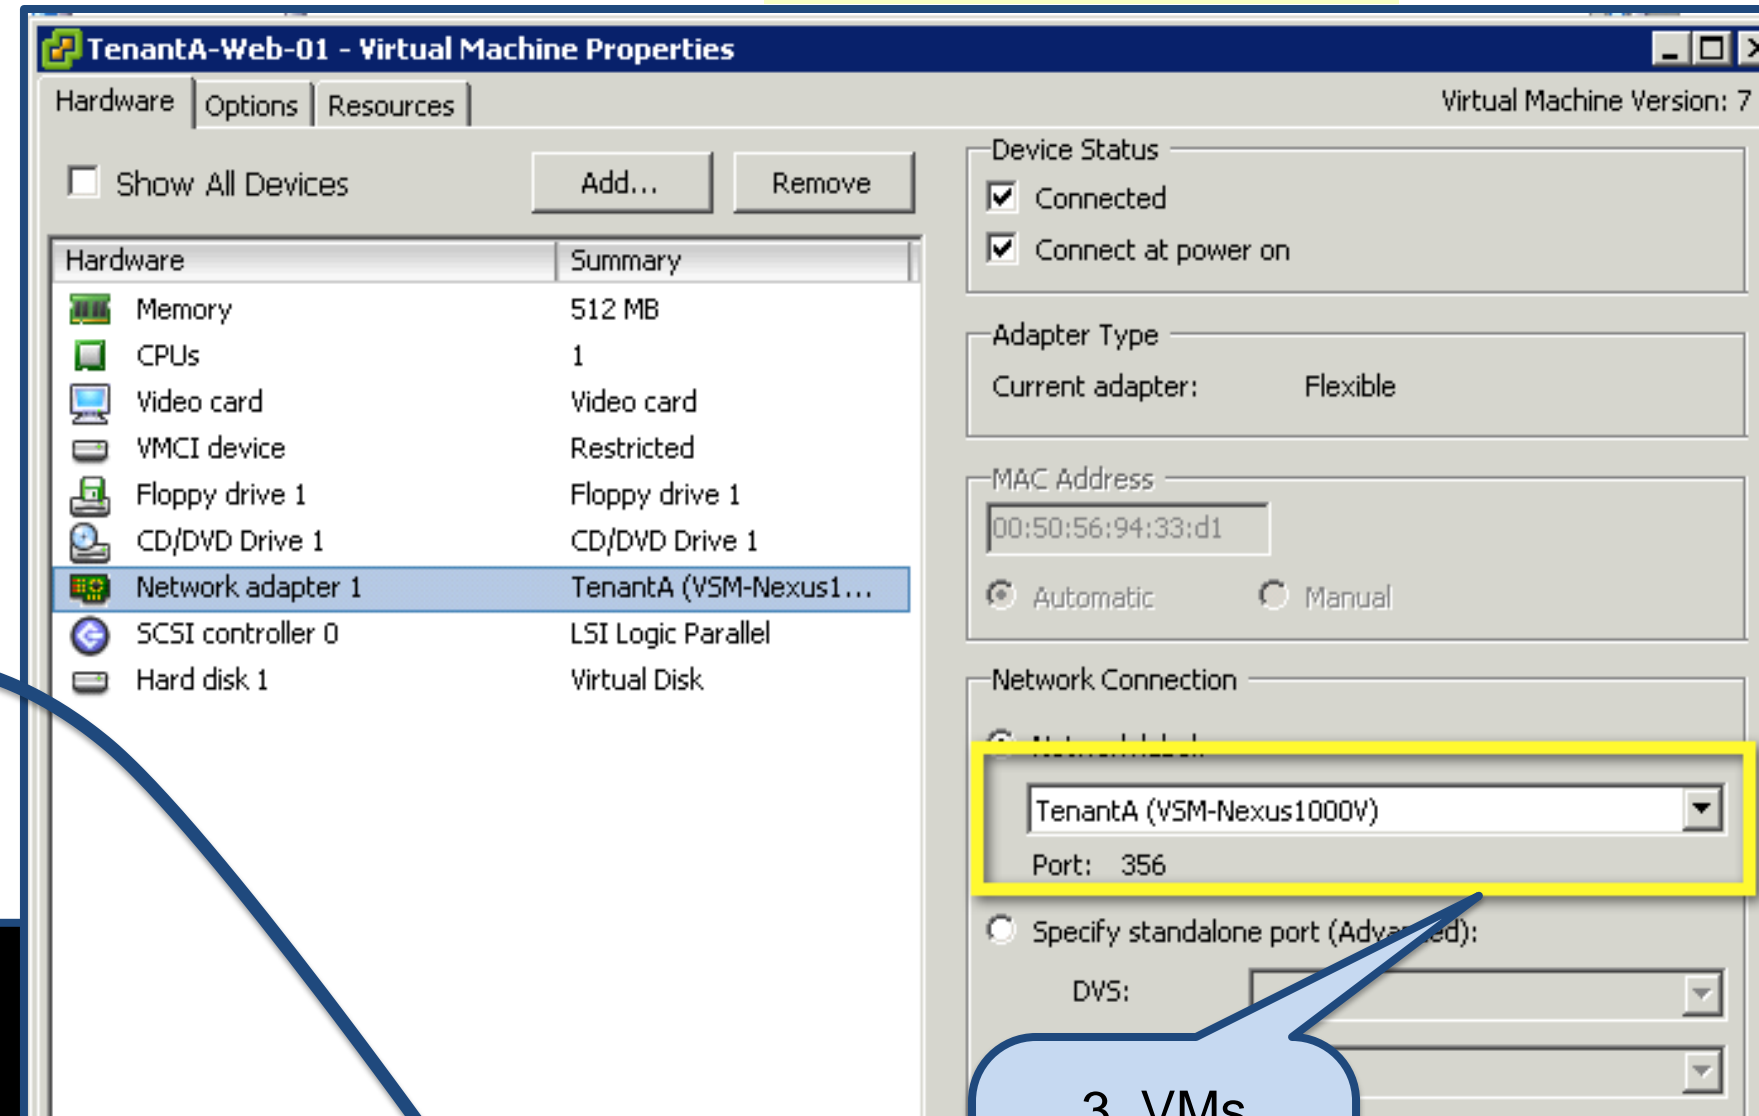 TenantA-Web-01 - Virtual Machine Properties
Hardware Options Resources Virtual Machine Version: 7
Show All Devices Add... Remove
Hardware Summary
Memory 512 MB
CPUs 1
Video card Video card
VMCI device Restricted
Floppy drive 1 Floppy drive 1
CD/DVD Drive 1 CD/DVD Drive 1
Network adapter 1 TenantA (VSM-Nexus1...
SCSI controller 0 LSI Logic Parallel
Hard disk 1 Virtual Disk
Device Status
Connected
Connect at power on
Adapter Type
Current adapter: Flexible
MAC Address
00:50:56:94:33:d1
Automatic Manual
Network Connection
TenantA (VSM-Nexus1000V)
Port: 356
Specify standalone port (Advanced):
DVS:
3. VMs